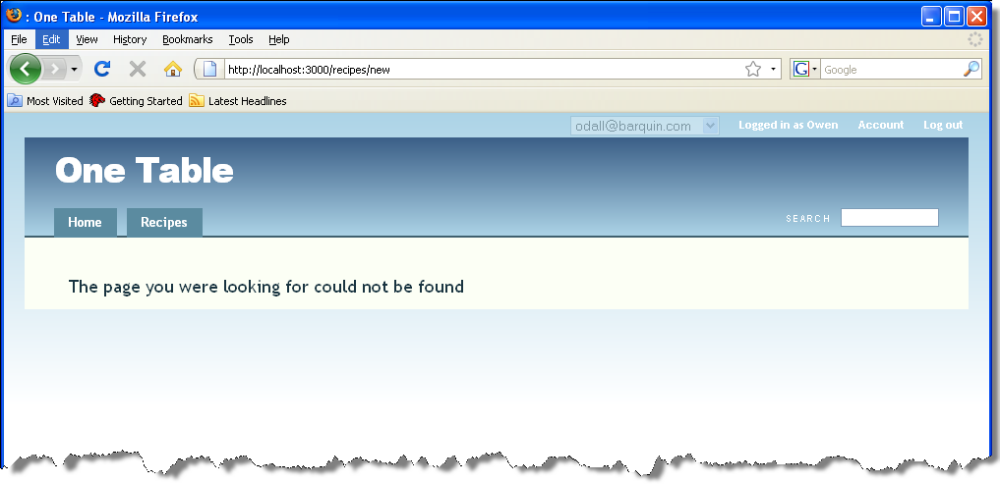 : One Table - Mozilla Firefox
File Edit View History Bookmarks Tools Help
http://localhost:3000/recipes/new
G Google
Most Visited Getting Started Latest Headlines
odall@barquin.com Logged in as Owen Account Log out
One Table
Home Recipes SEARCH
The page you were looking for could not be found